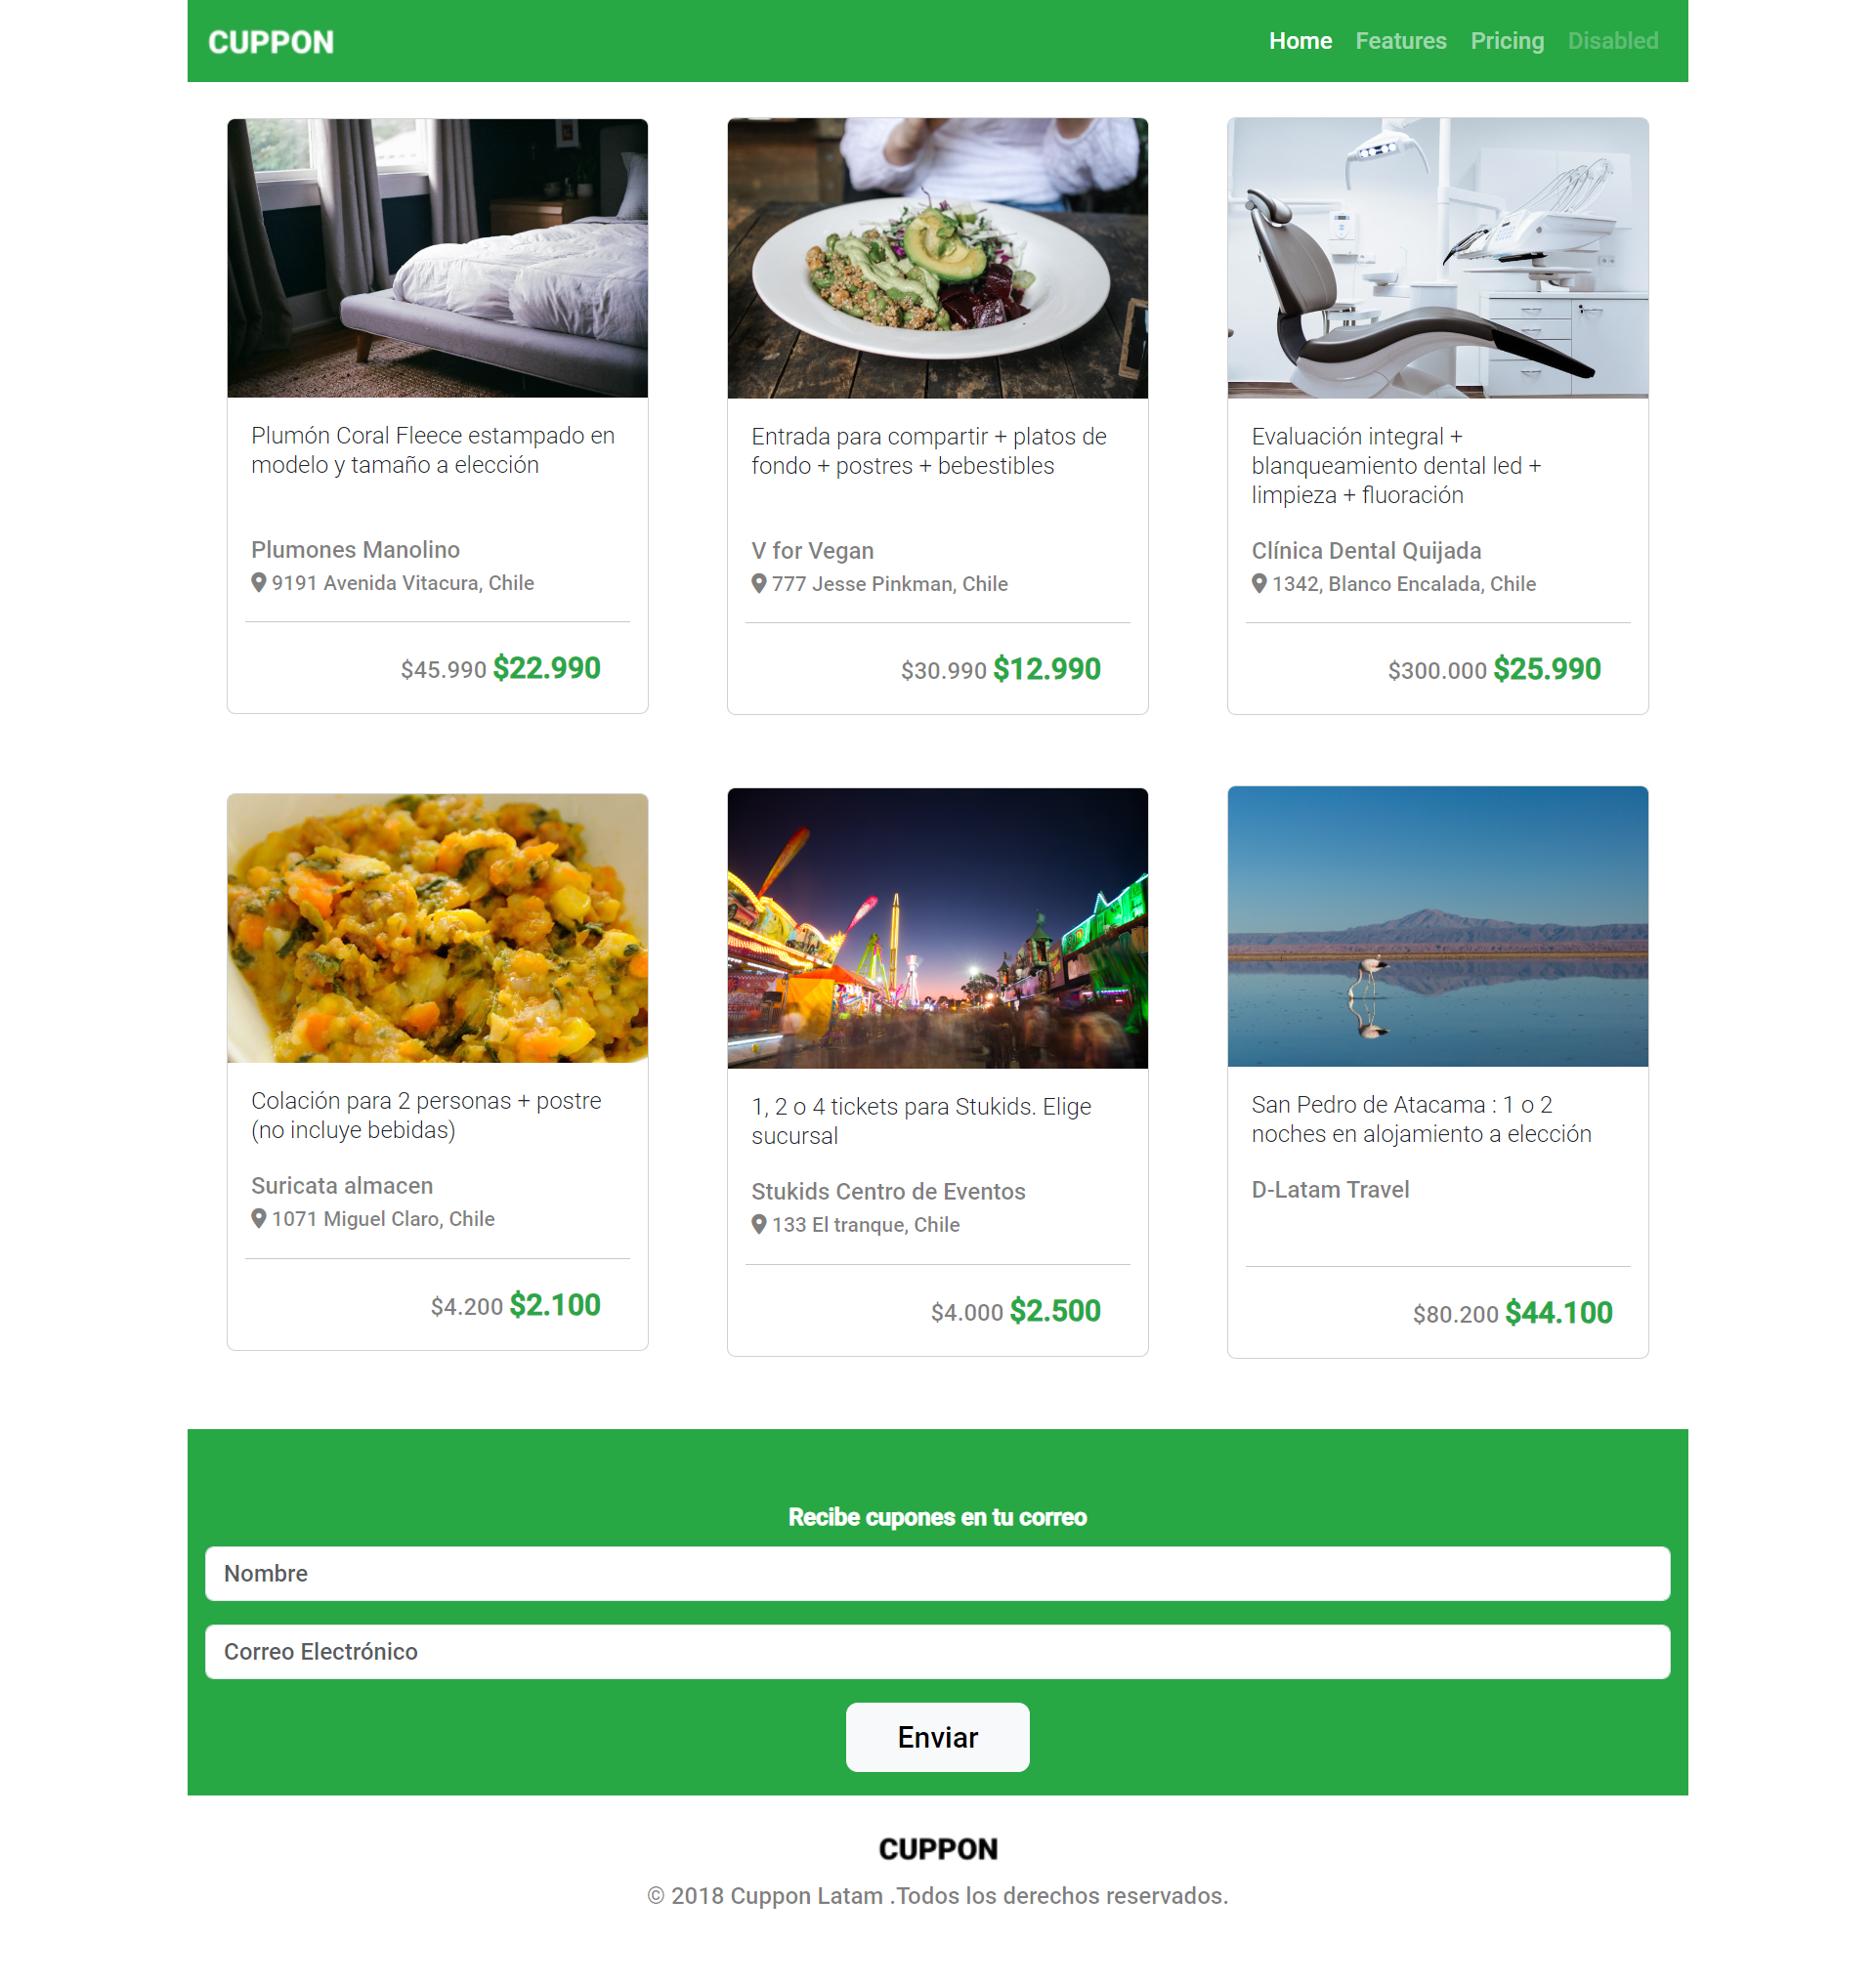 CUPPON
Home Features Pricing Disabled
Plumón Coral Fleece estampado en
modelo y tamaño a elección
Plumones Manolino
9191 Avenida Vitacura, Chile
$45.990 $22.990
Entrada para compartir + platos de
fondo + postres + bebestibles
V for Vegan
777 Jesse Pinkman, Chile
$30.990 $12.990
Evaluación integral +
blanqueamiento dental led +
limpieza + fluoración
Clínica Dental Quijada
1342, Blanco Encalada, Chile
$300.000 $25.990
Colación para 2 personas + postre
(no incluye bebidas)
Suricata almacen
1071 Miguel Claro, Chile
$4.200 $2.100
1, 2 o 4 tickets para Stukids. Elige
sucursal
Stukids Centro de Eventos
133 El tranque, Chile
$4.000 $2.500
San Pedro de Atacama : 1 o 2
noches en alojamiento a elección
D-Latam Travel
$80.200 $44.100
Recibe cupones en tu correo
Nombre
Correo Electrónico
Enviar
CUPPON
© 2018 Cuppon Latam .Todos los derechos reservados.